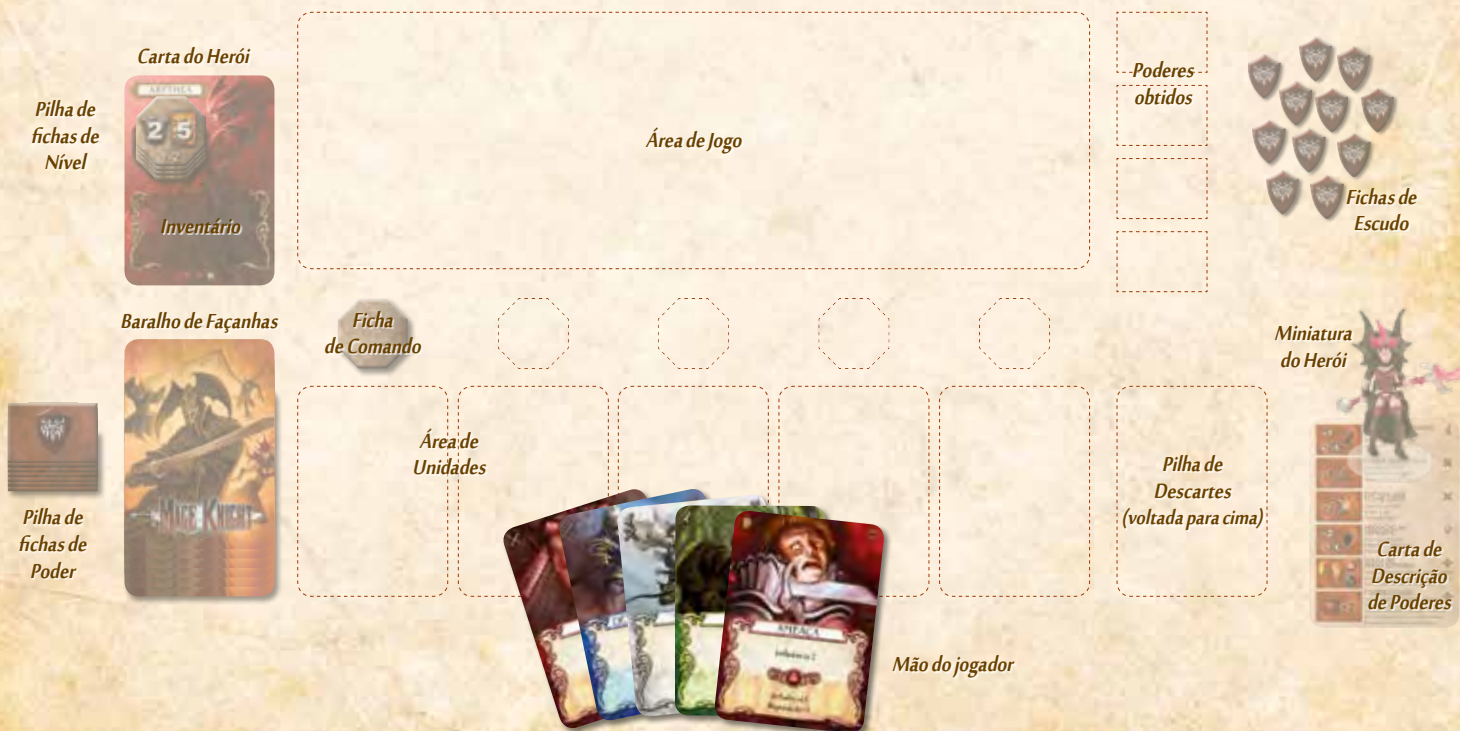 Carta do Herói
Pilha de
fichas de
Nível
ARYTHEA
2 5
Inventário
Área de Jogo
Poderes
obtidos
Fichas de
Escudo
Baralho de Façanhas
Ficha
de Comando
Miniatura
do Herói
MAGE KNIGHT
Pilha de
fichas de
Poder
Área de
Unidades
Pilha de
Descartes
(voltada para cima)
Carta de
Descrição
de Poderes
AMEAÇA
Influência 2
Mão do jogador